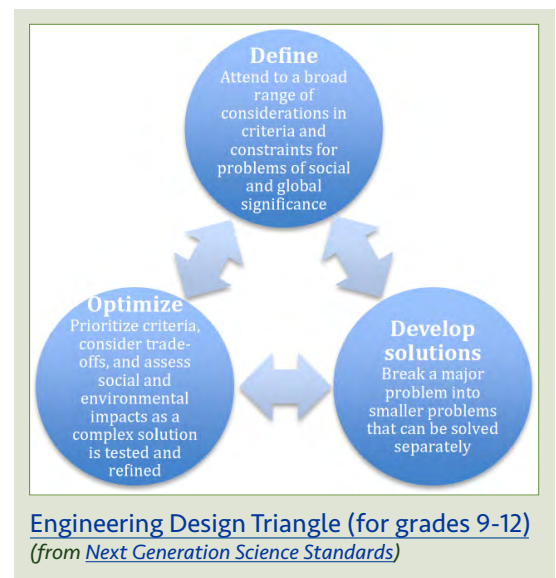 Define
Attend to a broad
range of
considerations in
criteria and
constraints for
problems of social
and global
significance
Optimize
Prioritize criteria,
consider trade-
offs, and assess
social and
environmental
impacts as a
complex solution
is tested and
refined
Develop
solutions
Break a major
problem into
smaller problems
that can be solved
separately
Engineering Design Triangle (for grades 9-12)
(from Next Generation Science Standards)